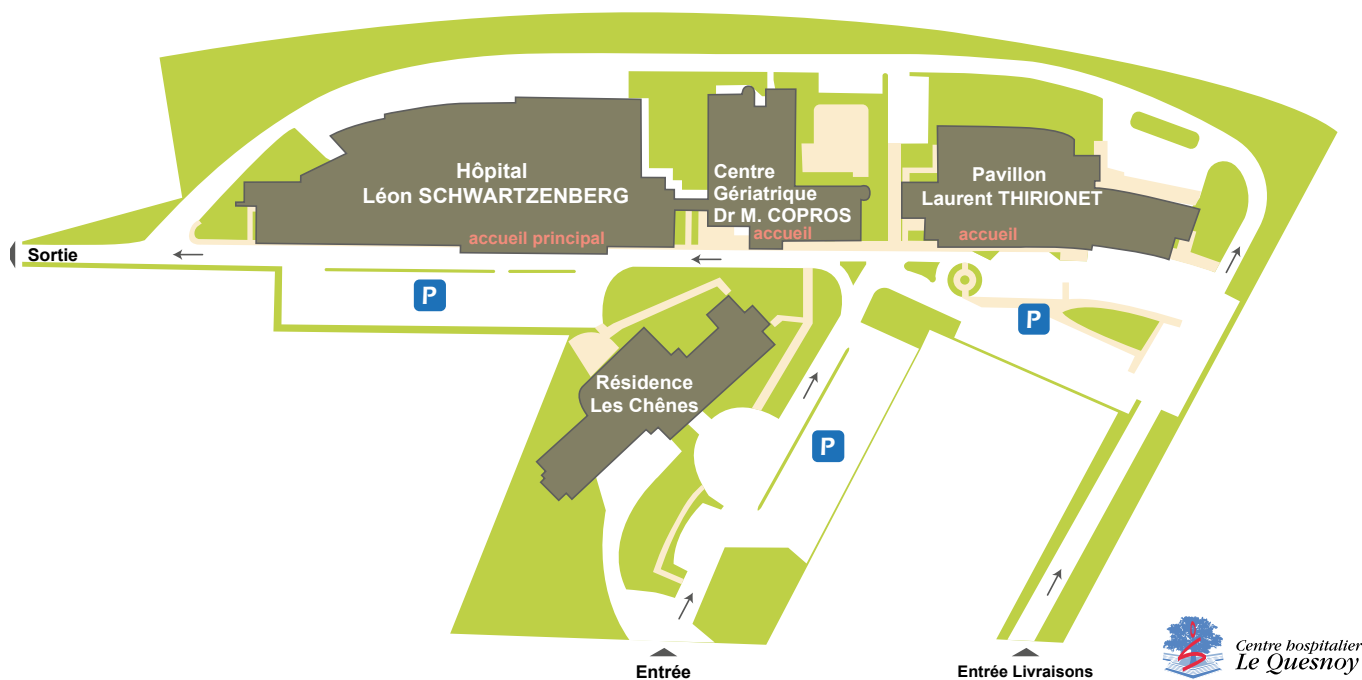 Hôpital
Léon SCHWARTZENBERG
accueil principal
Centre
Gériatrique
Dr M. COPROS
accueil
Pavillon
Laurent THIRIONET
accueil
Sortie
P
P
Résidence
Les Chênes
P
Entrée
Entrée Livraisons
Centre hospitalier
Le Quesnoy